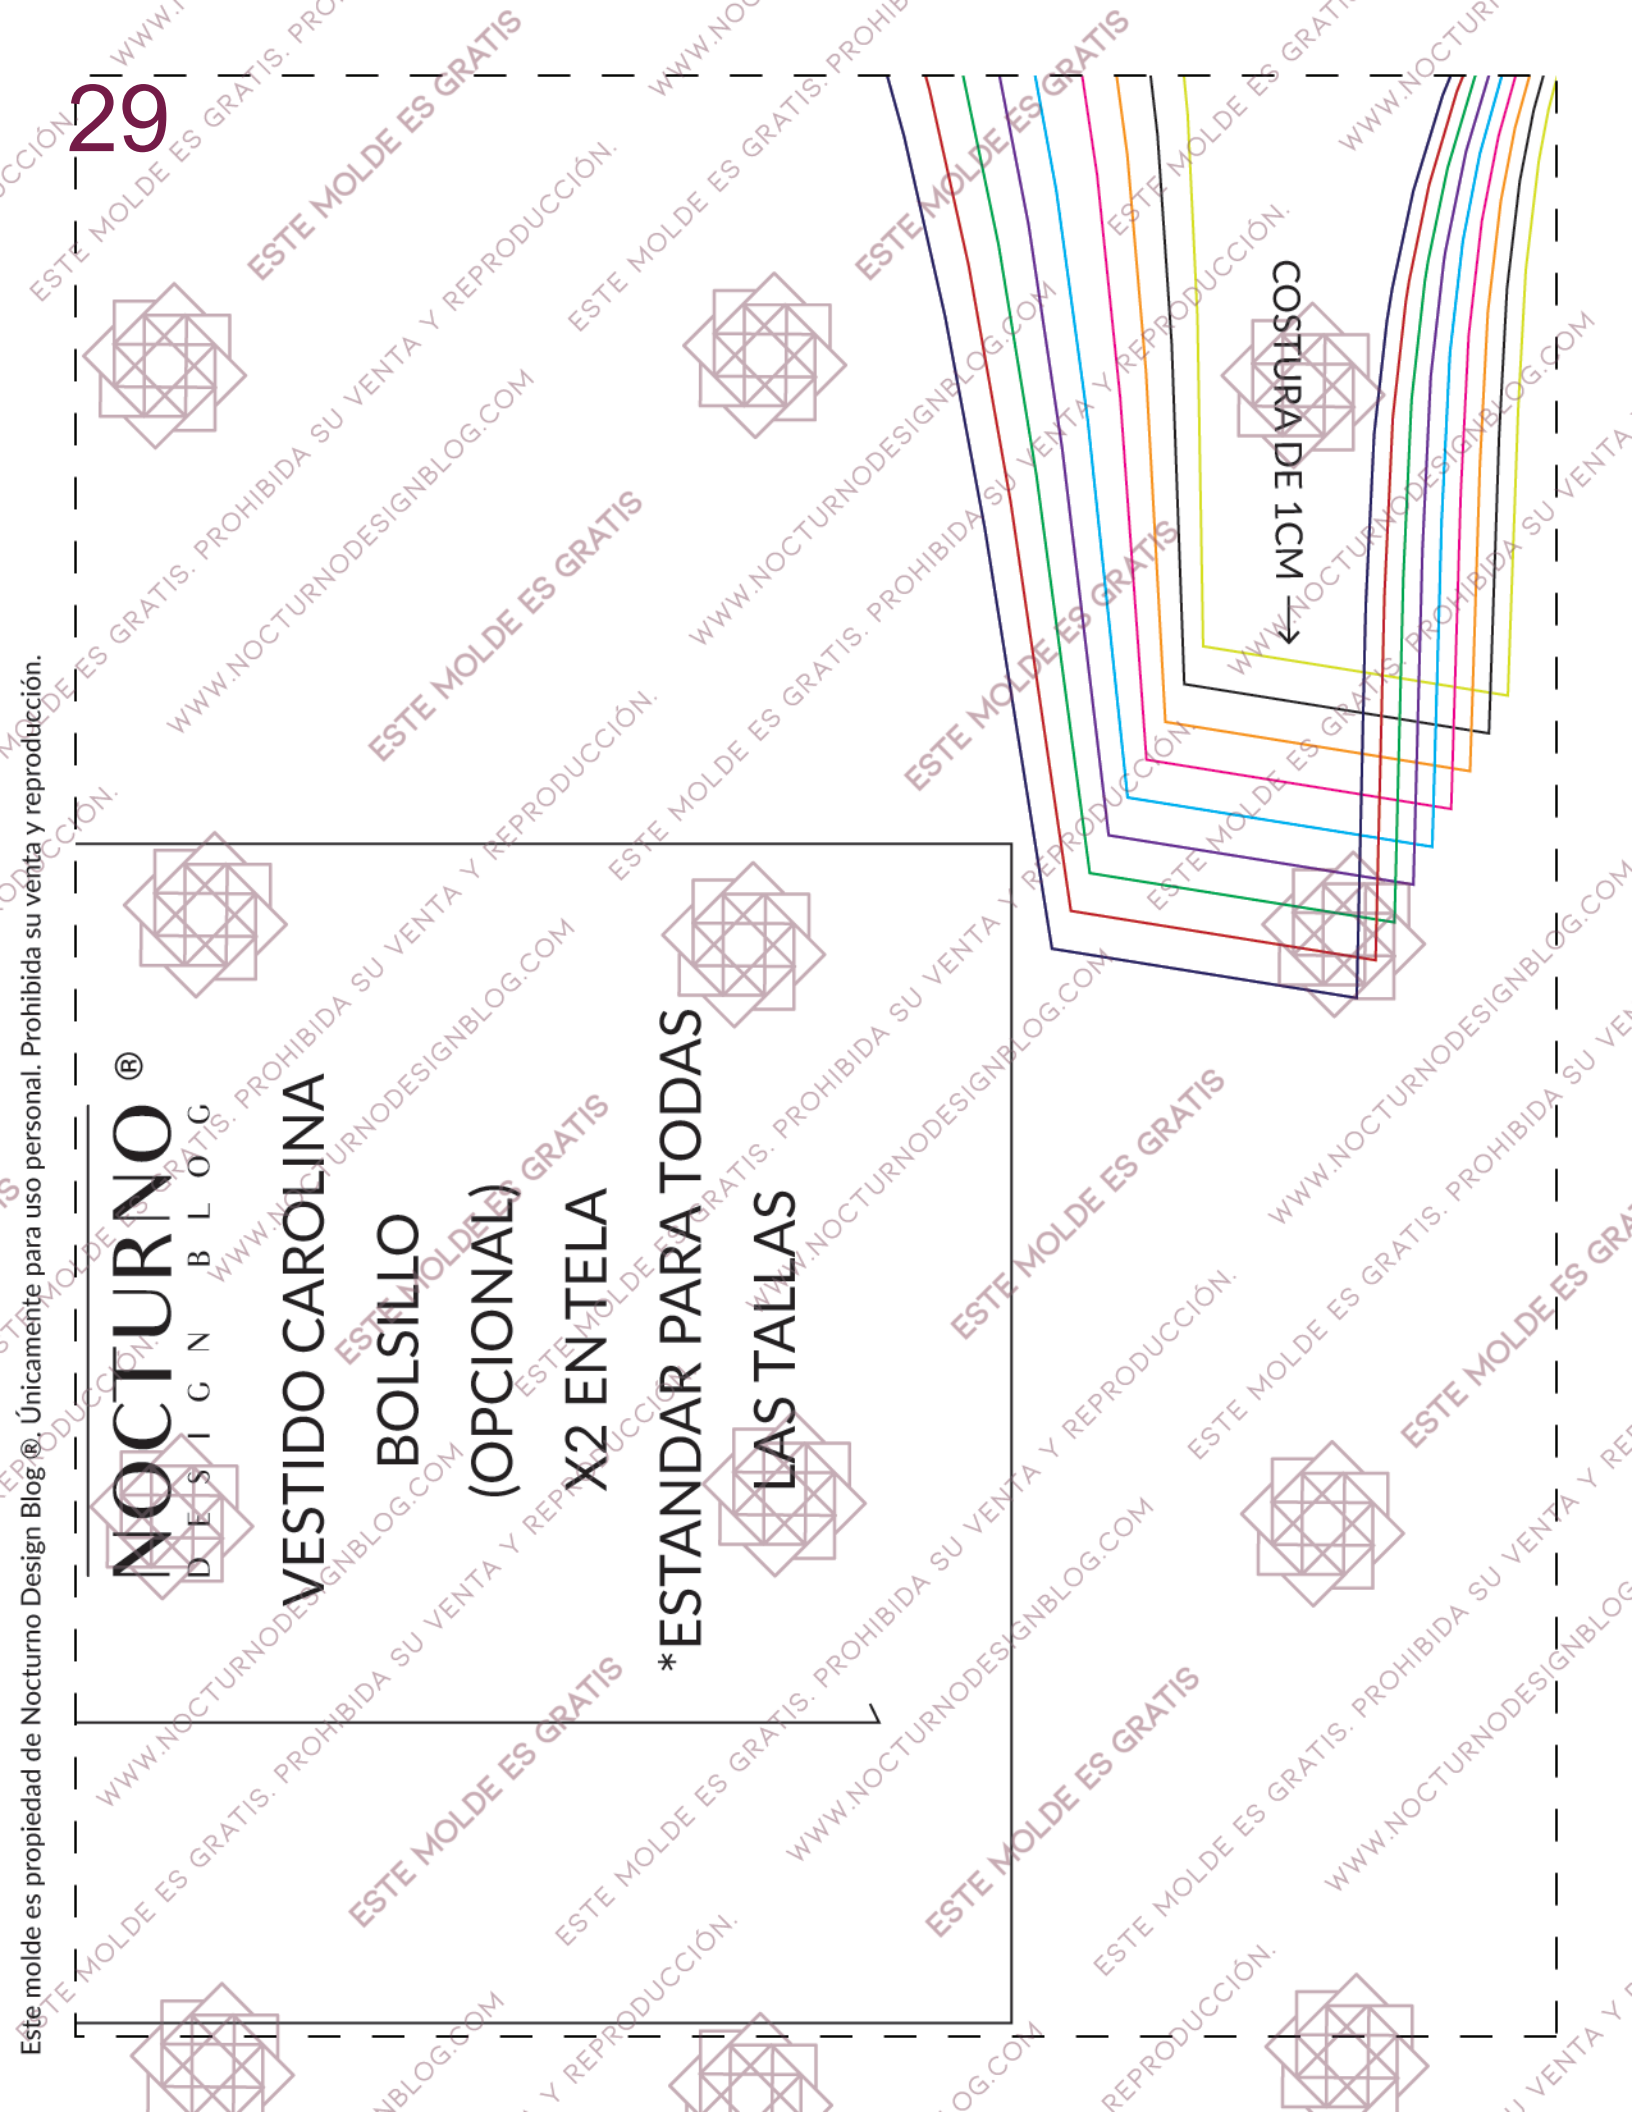 29
COSTURA DE 1CM →
NOCTURNO ®
DESIGN BLOG
VESTIDO CAROLINA
BOLSILLO
(OPCIONAL)
X2 EN TELA
*ESTANDAR PARA TODAS
LAS TALLAS
Este molde es propiedad de Nocturno Design Blog ®. Únicamente para uso personal. Prohibida su venta y reproducción.
ESTE MOLDE ES GRATIS
ESTE MOLDE ES GRATIS. PROHIBIDA SU VENTA Y REPRODUCCIÓN.
WWW.NOCTURNODESIGNBLOG.COM